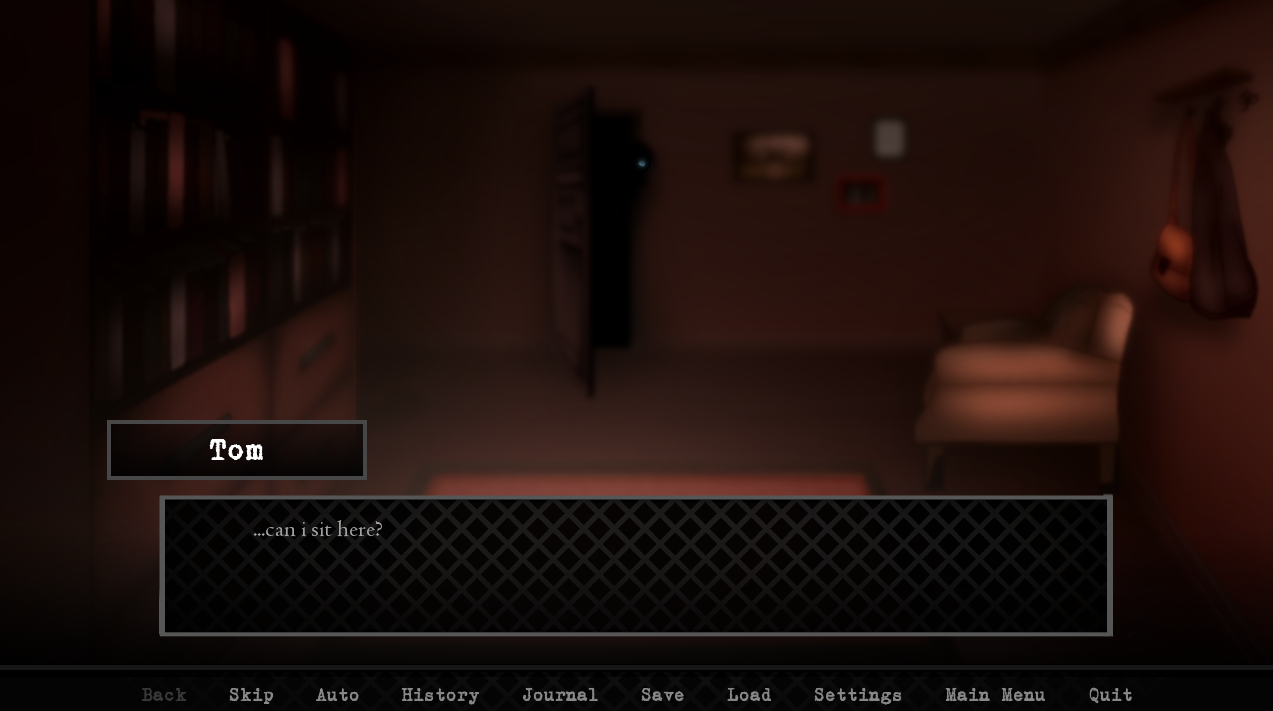 Tom
...can i sit here?
Back Skip Auto History Journal Save Load Settings Main Menu Quit